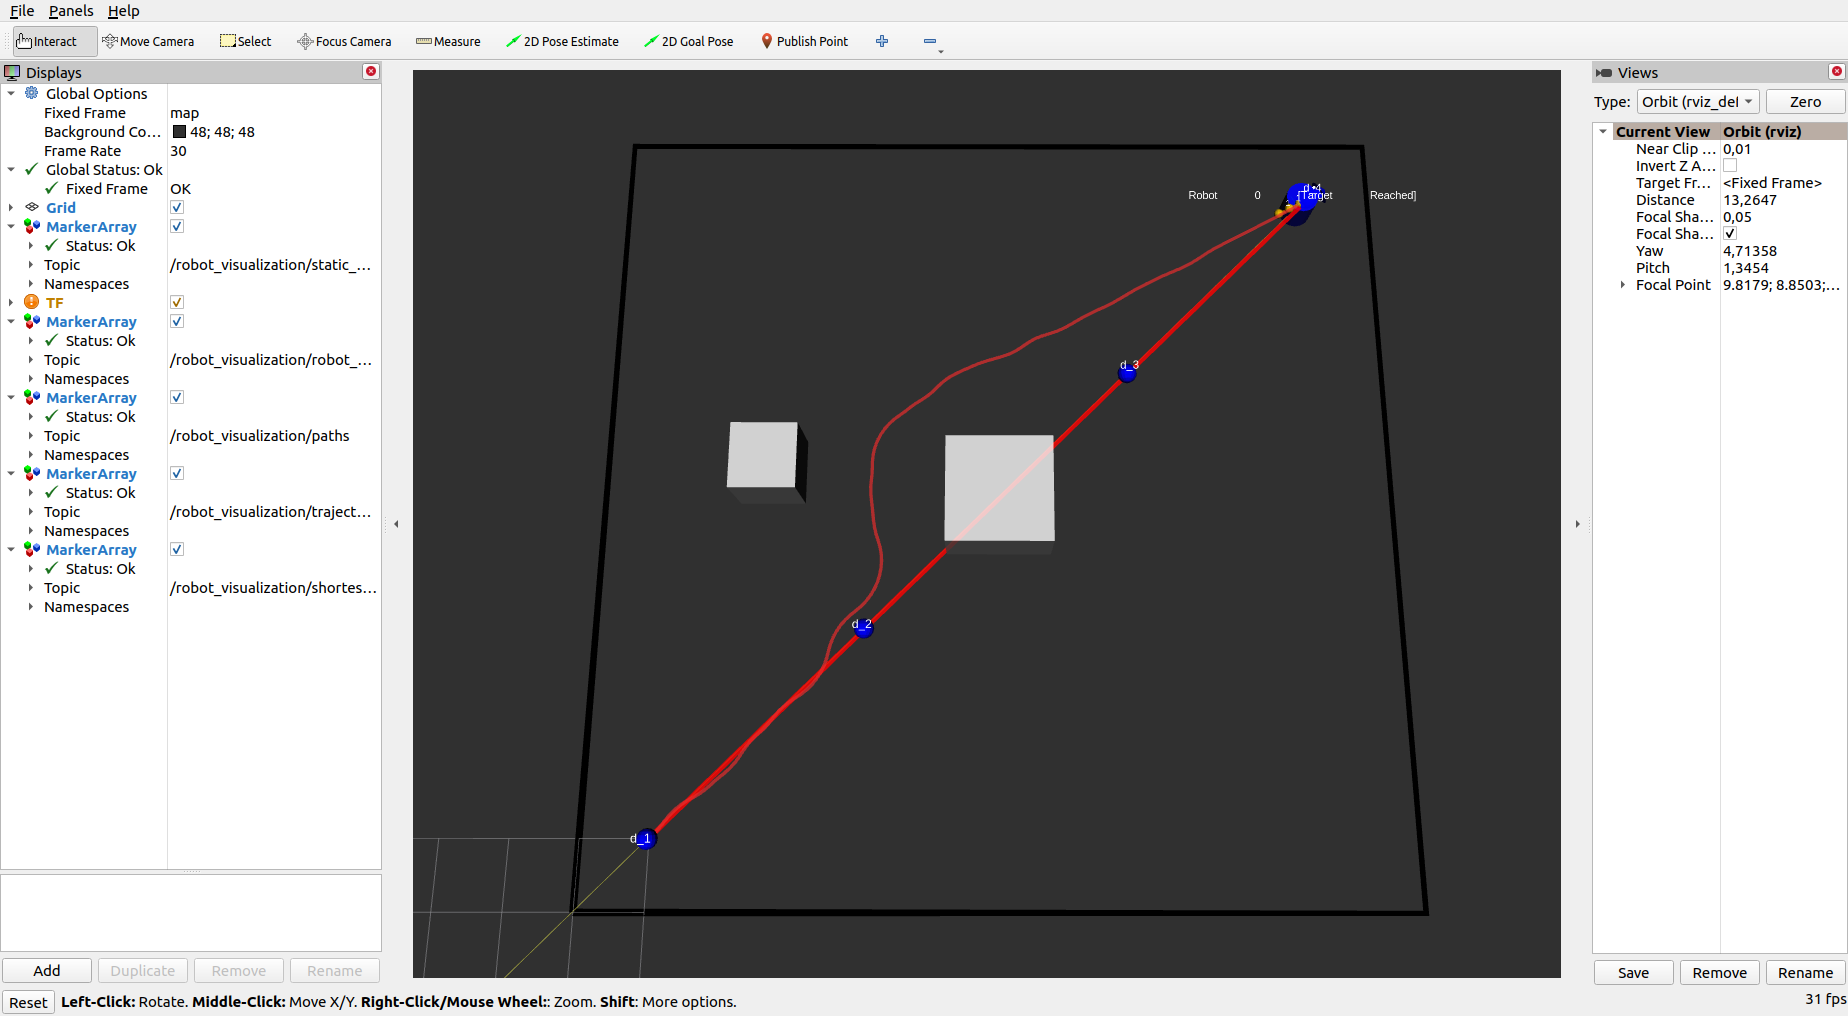 File Panels Help
Interact Move Camera Select Focus Camera Measure 2D Pose Estimate 2D Goal Pose Publish Point
Displays
Global Options
Fixed Frame map
Background Co... 48; 48; 48
Frame Rate 30
Global Status: Ok
Fixed Frame OK
Grid
MarkerArray
Status: Ok
Topic /robot_visualization/static_...
Namespaces
TF
MarkerArray
Status: Ok
Topic /robot_visualization/robot_...
Namespaces
MarkerArray
Status: Ok
Topic /robot_visualization/paths
Namespaces
MarkerArray
Status: Ok
Topic /robot_visualization/traject...
Namespaces
MarkerArray
Status: Ok
Topic /robot_visualization/shortes...
Namespaces
Add Duplicate Remove Rename
d_4
Robot 0 [Target Reached]
d_3
d_2
d_1
Views
Type: Orbit (rviz_def Zero
Current View Orbit (rviz)
Near Clip ... 0,01
Invert Z A...
Target Fr... <Fixed Frame>
Distance 13,2647
Focal Sha... 0,05
Focal Sha...
Yaw 4,71358
Pitch 1,3454
Focal Point 9.8179; 8.8503;...
Save Remove Rename
Reset Left-Click: Rotate. Middle-Click: Move X/Y. Right-Click/Mouse Wheel:: Zoom. Shift: More options.
31 fps